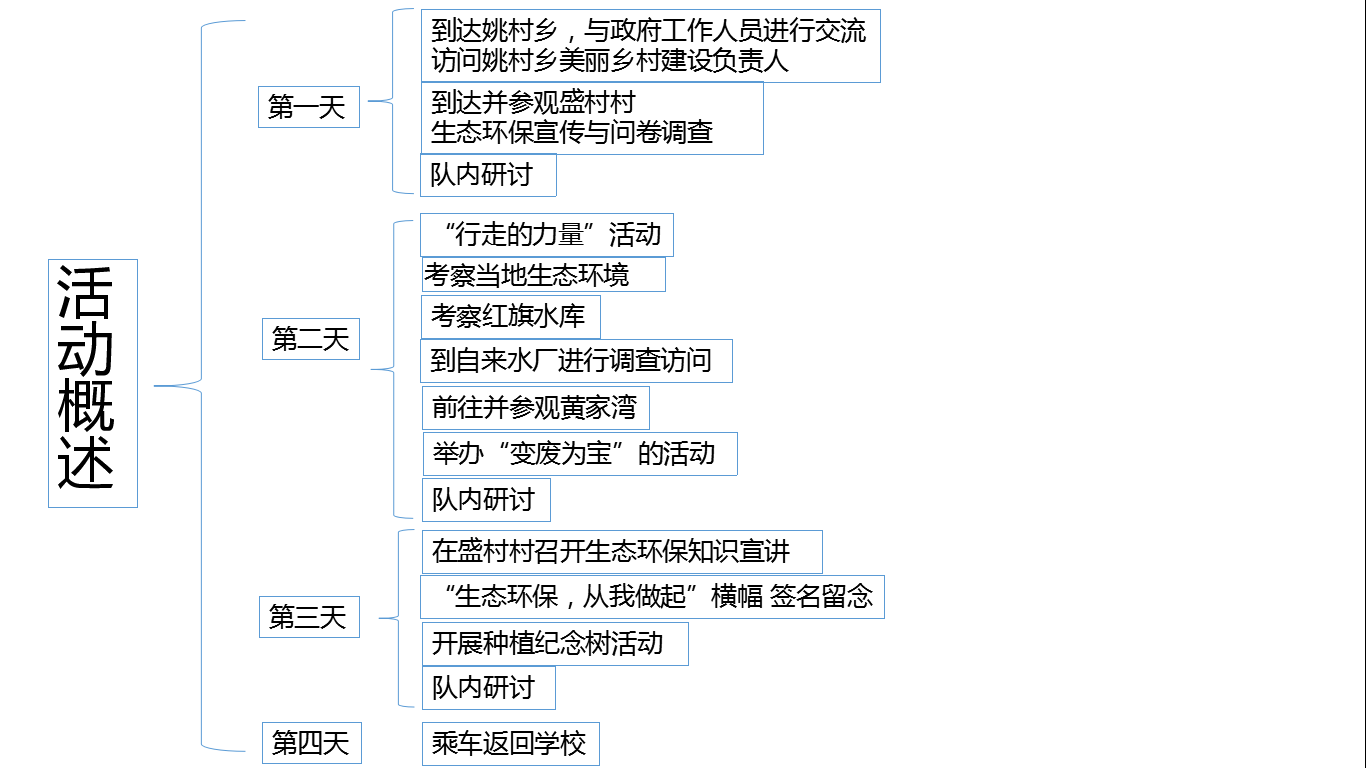 活动概述
第一天
到达姚村乡，与政府工作人员进行交流
访问姚村乡美丽乡村建设负责人
到达并参观盛村村
生态环保宣传与问卷调查
队内研讨
第二天
“行走的力量”活动
考察当地生态环境
考察红旗水库
到自来水厂进行调查访问
前往并参观黄家湾
举办“变废为宝”的活动
队内研讨
第三天
在盛村村召开生态环保知识宣讲
“生态环保，从我做起”横幅 签名留念
开展种植纪念树活动
队内研讨
第四天
乘车返回学校